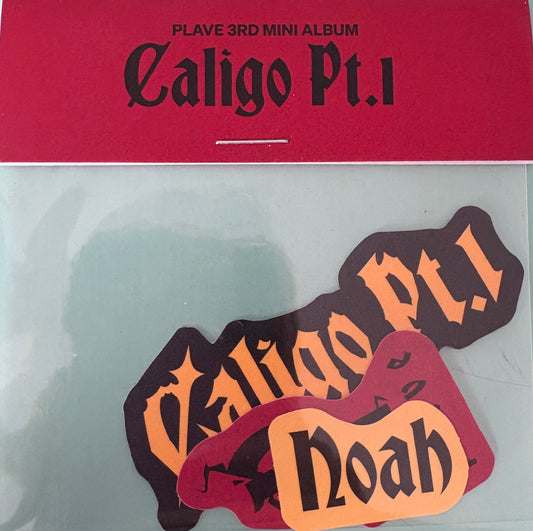 PLAVE 3RD MINI ALBUM
Caligo Pt.1
Caligo Pt.1
Noah